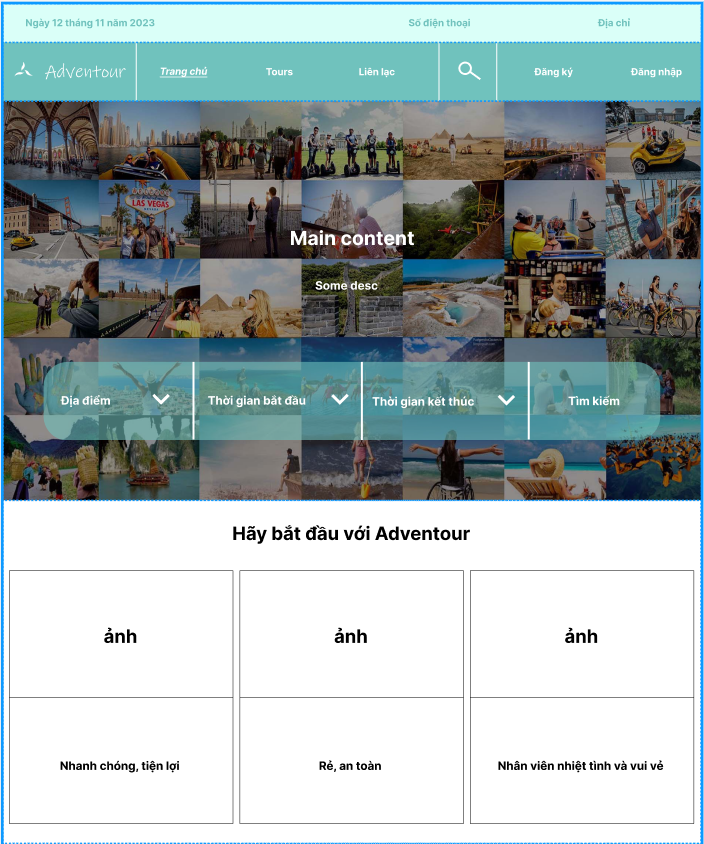 Ngày 12 tháng 11 năm 2023 Số điện thoại Địa chỉ
Adventour Trang chủ Tours Liên lạc Đăng ký Đăng nhập
LAS VEGAS
Main content
Some desc
Địa điểm Thời gian bắt đầu Thời gian kết thúc Tìm kiếm
Hãy bắt đầu với Adventour
ảnh ảnh ảnh
Nhanh chóng, tiện lợi Rẻ, an toàn Nhân viên nhiệt tình và vui vẻ